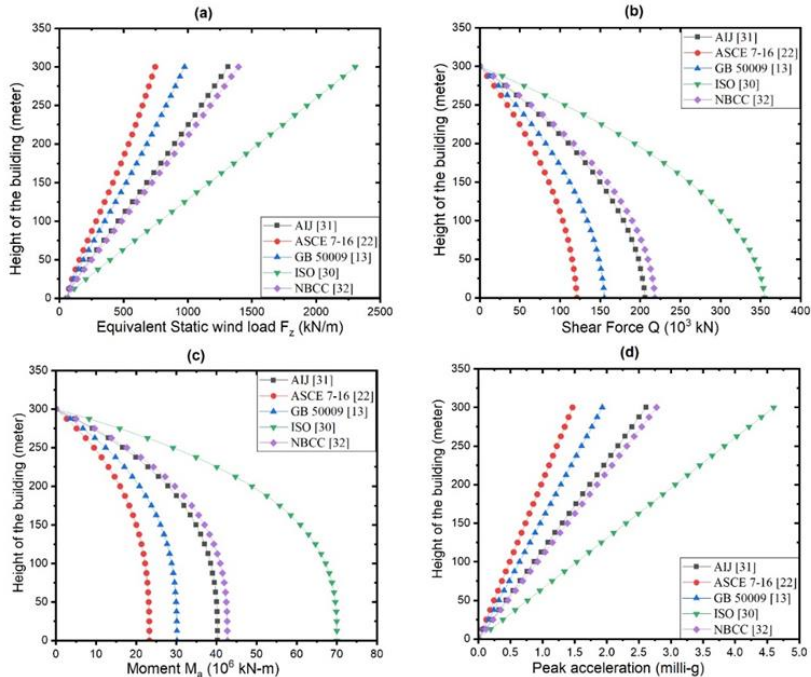 (a)
Height of the building (meter)
350
300
250
200
150
100
50
0
0 500 1000 1500 2000 2500
Equivalent Static wind load F_z (kN/m)
AIJ [31]
ASCE 7-16 [22]
GB 50009 [13]
ISO [30]
NBCC [32]
(b)
Height of the building (meter)
350
300
250
200
150
100
50
0
0 50 100 150 200 250 300 350 400
Shear Force Q (10³ kN)
AIJ [31]
ASCE 7-16 [22]
GB 50009 [13]
ISO [30]
NBCC [32]
(c)
Height of the building (meter)
350
300
250
200
150
100
50
0
0 10 20 30 40 50 60 70 80
Moment M_a (10⁶ kN-m)
AIJ [31]
ASCE 7-16 [22]
GB 50009 [13]
ISO [30]
NBCC [32]
(d)
Height of the building (meter)
350
300
250
200
150
100
50
0
0.0 0.5 1.0 1.5 2.0 2.5 3.0 3.5 4.0 4.5 5.0
Peak acceleration (milli-g)
AIJ [31]
ASCE 7-16 [22]
GB 50009 [13]
ISO [30]
NBCC [32]